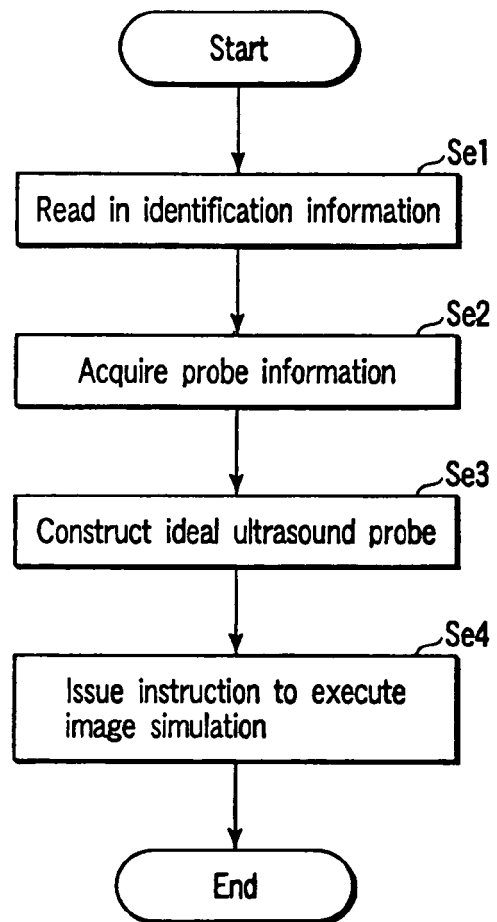 Start
Se1
Read in identification information
Se2
Acquire probe information
Se3
Construct ideal ultrasound probe
Se4
Issue instruction to execute
image simulation
End